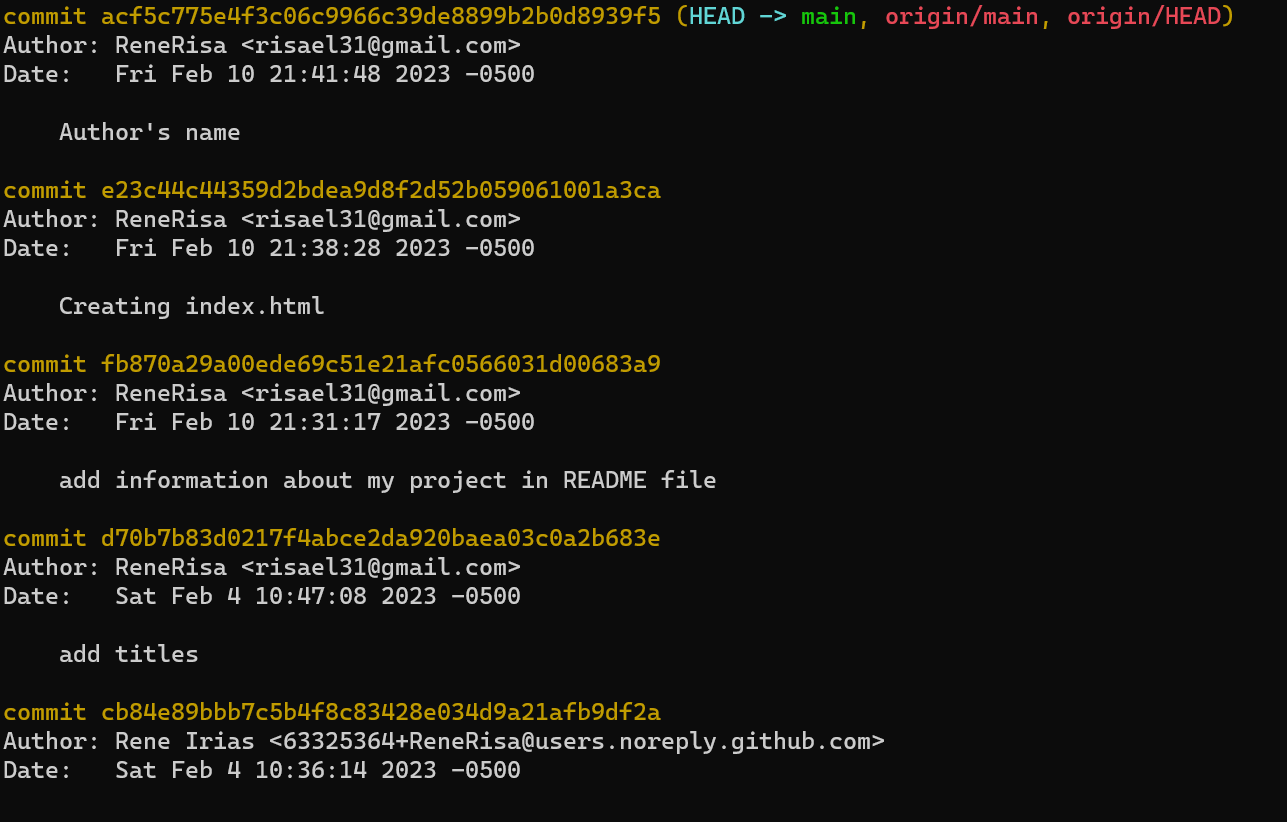 commit acf5c775e4f3c06c9966c39de8899b2b0d8939f5 (HEAD -> main, origin/main, origin/HEAD)
Author: ReneRisa <risael31@gmail.com>
Date:   Fri Feb 10 21:41:48 2023 -0500
Author's name
commit e23c44c44359d2bdea9d8f2d52b059061001a3ca
Author: ReneRisa <risael31@gmail.com>
Date:   Fri Feb 10 21:38:28 2023 -0500
Creating index.html
commit fb870a29a00ede69c51e21afc0566031d00683a9
Author: ReneRisa <risael31@gmail.com>
Date:   Fri Feb 10 21:31:17 2023 -0500
add information about my project in README file
commit d70b7b83d0217f4abce2da920baea03c0a2b683e
Author: ReneRisa <risael31@gmail.com>
Date:   Sat Feb 4 10:47:08 2023 -0500
add titles
commit cb84e89bbb7c5b4f8c83428e034d9a21afb9df2a
Author: Rene Irias <63325364+ReneRisa@users.noreply.github.com>
Date:   Sat Feb 4 10:36:14 2023 -0500